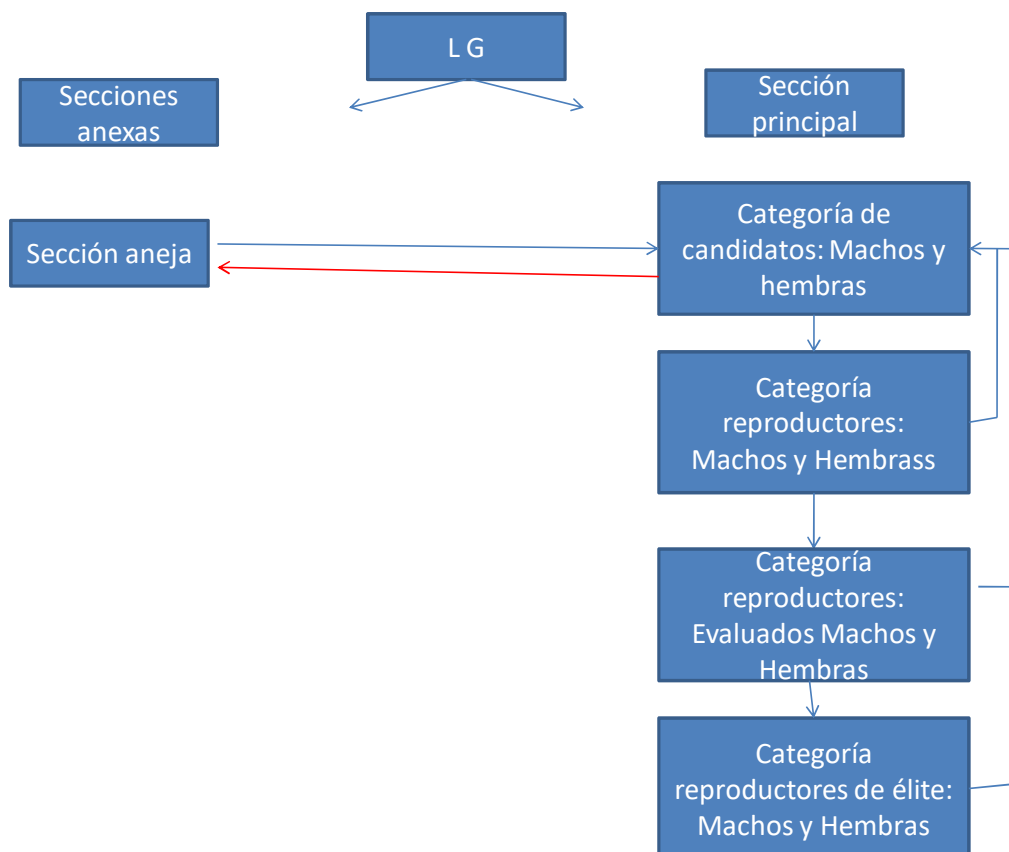 L G
Secciones
anexas
Sección
principal
Sección aneja
Categoría de
candidatos: Machos y
hembras
Categoría
reproductores:
Machos y Hembrass
Categoría
reproductores:
Evaluados Machos y
Hembras
Categoría
reproductores de élite:
Machos y Hembras